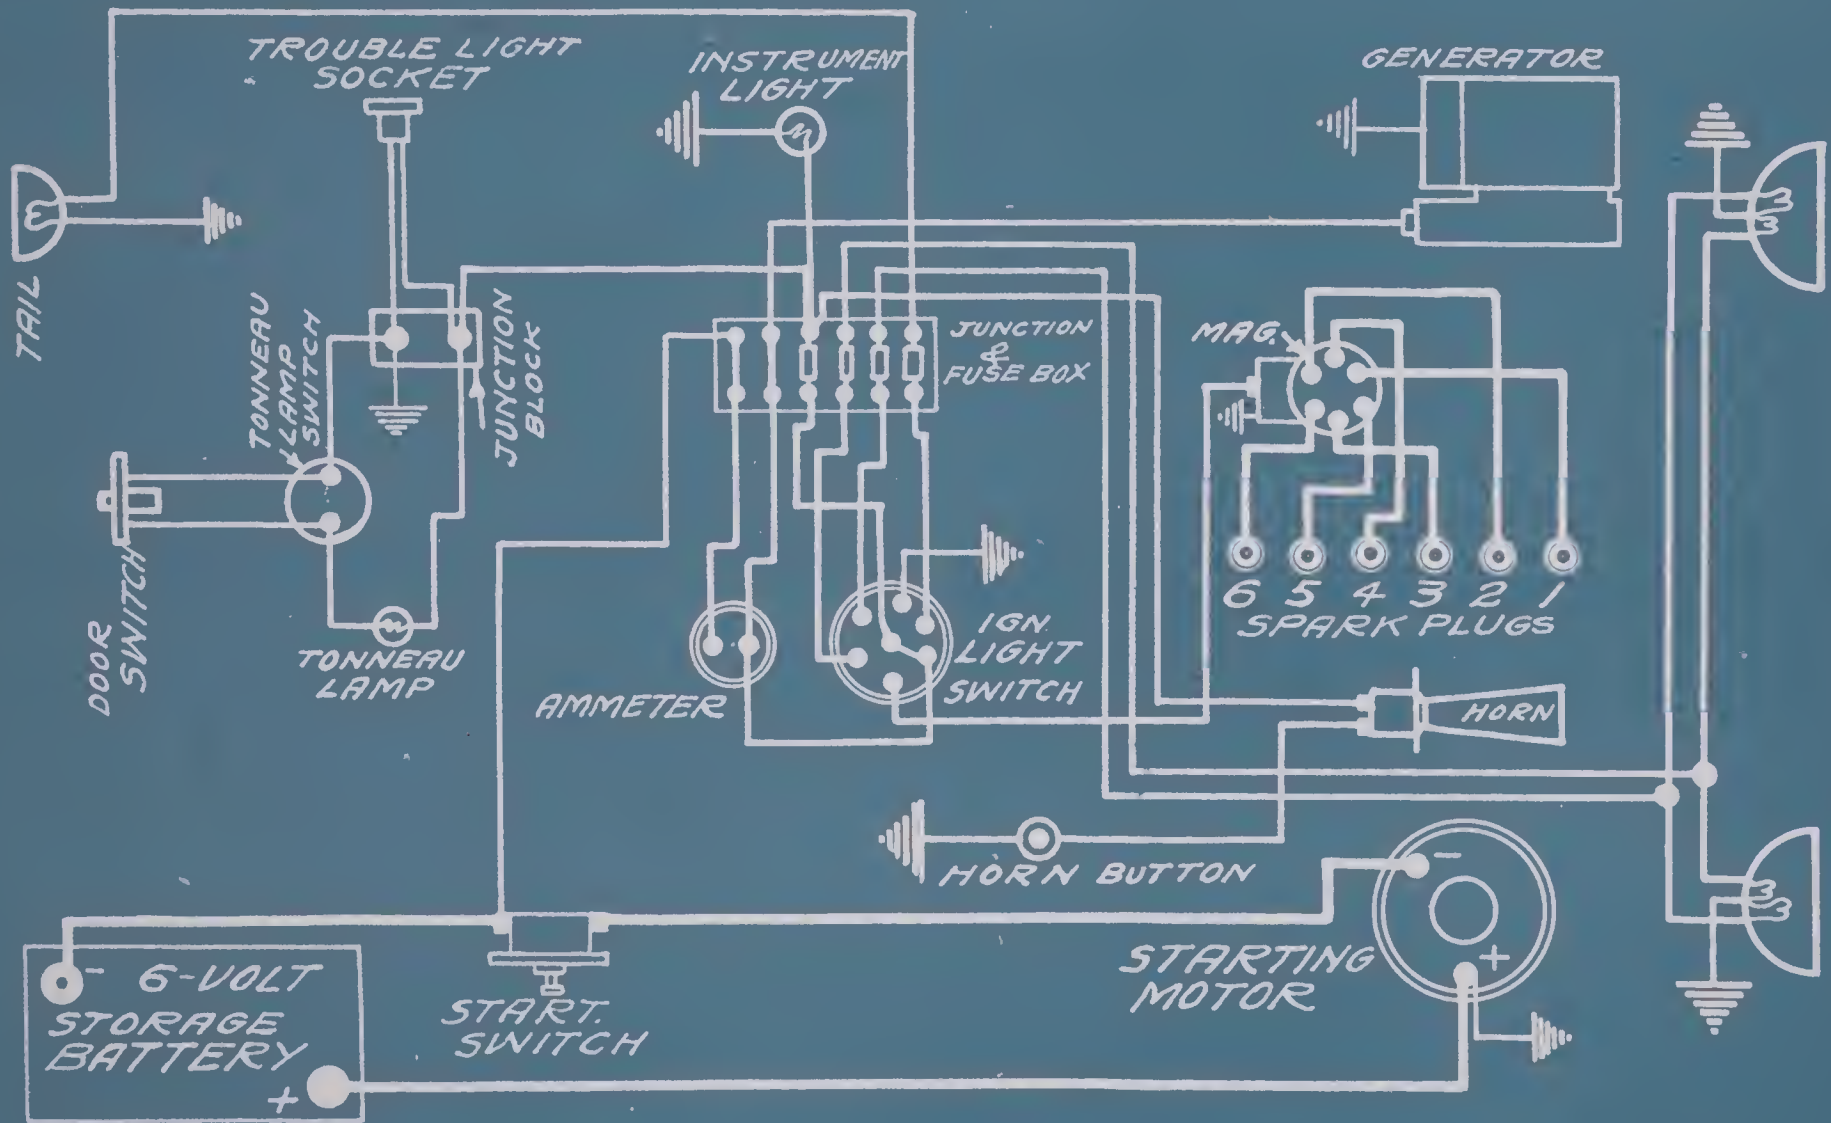 TROUBLE LIGHT
SOCKET
INSTRUMENT
LIGHT
GENERATOR
TAIL
TONNEAU
LAMP
SWITCH
JUNCTION
BLOCK
JUNCTION
&
FUSE BOX
MAG.
DOOR
SWITCH
TONNEAU
LAMP
AMMETER
IGN.
LIGHT
SWITCH
6 5 4 3 2 1
SPARK PLUGS
HORN
HORN BUTTON
- 6-VOLT
STORAGE
BATTERY
+
START.
SWITCH
STARTING
MOTOR
-
+